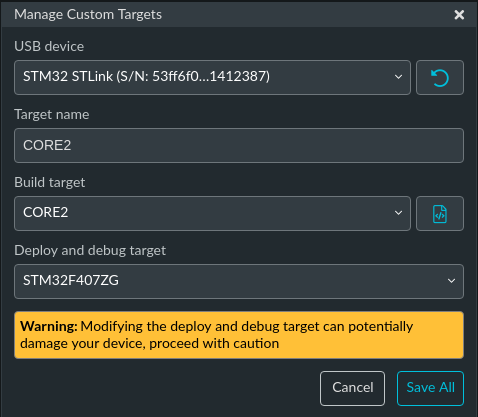 Manage Custom Targets
USB device
STM32 STLink (S/N: 53ff6f0...1412387)
Target name
CORE2
Build target
CORE2
Deploy and debug target
STM32F407ZG
Warning: Modifying the deploy and debug target can potentially
damage your device, proceed with caution
Cancel
Save All